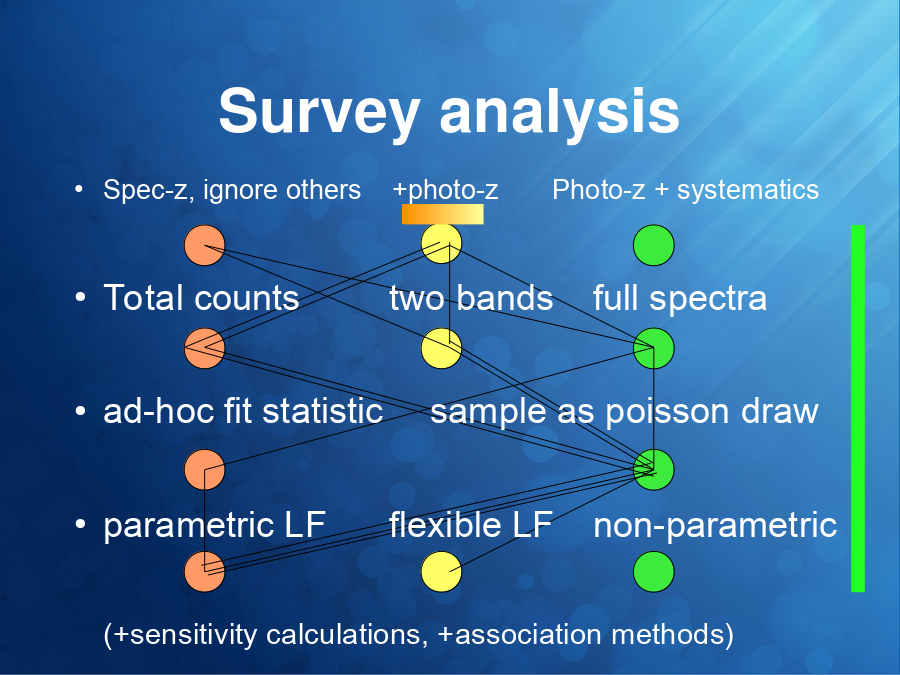 Survey analysis
• Spec-z, ignore others +photo-z Photo-z + systematics
• Total counts two bands full spectra
• ad-hoc fit statistic sample as poisson draw
• parametric LF flexible LF non-parametric
(+sensitivity calculations, +association methods)